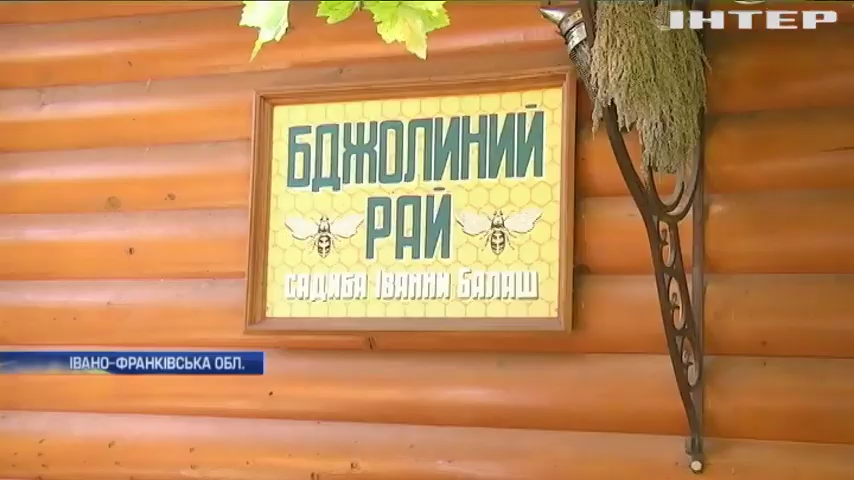 ІНТЕР
БДЖОЛИНИЙ
РАЙ
САДИБА ІВАННИ БАЛАШ
ІВАНО-ФРАНКІВСЬКА ОБЛ.